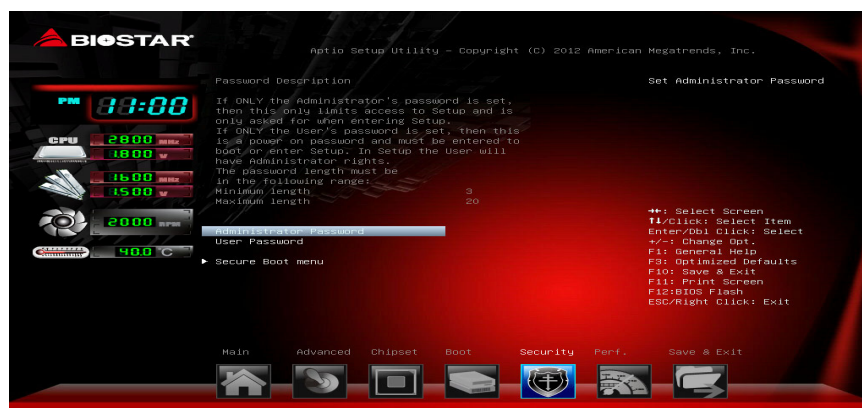 BIOSTAR
Aptio Setup Utility - Copyright (C) 2012 American Megatrends, Inc.
Password Description
Set Administrator Password
PM 11:00
If ONLY the Administrator's password is set,
then this only limits access to Setup and is
only asked for when entering Setup.
If ONLY the User's password is set, then this
is a power on password and must be entered to
boot or enter Setup. In Setup the User will
have Administrator rights.
The password length must be
in the following range:
Minimum length 3
Maximum length 20
CPU 2800 MHz
1.800 V
1600 MHz
1.500 V
2000 RPM
40.0 °C
Administrator Password
User Password
Secure Boot menu
→←: Select Screen
↑↓/Click: Select Item
Enter/Dbl Click: Select
+/-: Change Opt.
F1: General Help
F3: Optimized Defaults
F10: Save & Exit
F11: Print Screen
F12:BIOS Flash
ESC/Right Click: Exit
Main Advanced Chipset Boot Security Perf. Save & Exit